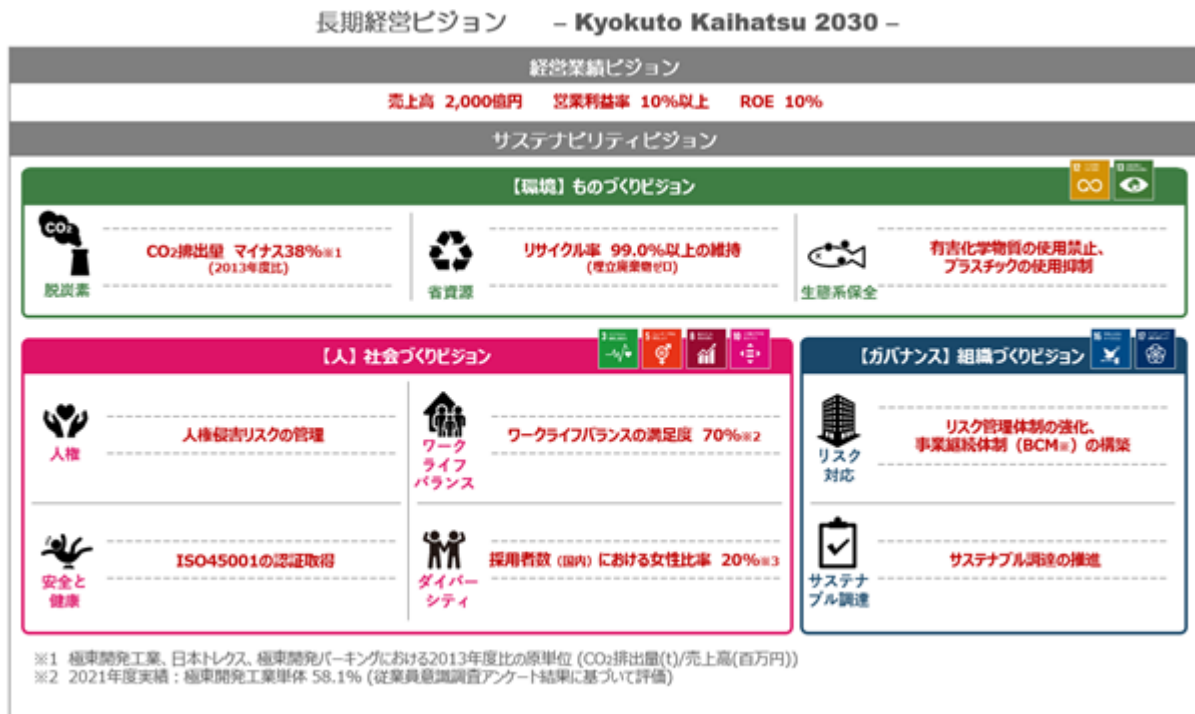 長期経営ビジョン – Kyokuto Kaihatsu 2030 –
経営業績ビジョン
売上高 2,000億円 営業利益率 10%以上 ROE 10%
サステナビリティビジョン
【環境】ものづくりビジョン
CO₂
脱炭素
CO₂排出量 マイナス38%※1
(2013年度比)
省資源
リサイクル率 99.0%以上の維持
(埋立廃棄物ゼロ)
生態系保全
有害化学物質の使用禁止、
プラスチックの使用抑制
【人】社会づくりビジョン
人権
人権侵害リスクの管理
ワーク
ライフ
バランス
ワークライフバランスの満足度 70%※2
安全と
健康
ISO45001の認証取得
ダイバー
シティ
採用者数(国内)における女性比率 20%※3
【ガバナンス】組織づくりビジョン
リスク
対応
リスク管理体制の強化、
事業継続体制(BCM※)の構築
サステナ
ブル調達
サステナブル調達の推進
※1 極東開発工業、日本トレクス、極東開発パーキングにおける2013年度比の原単位 (CO₂排出量(t)/売上高(百万円))
※2 2021年度実績：極東開発工業単体 58.1% (従業員意識調査アンケート結果に基づいて評価)